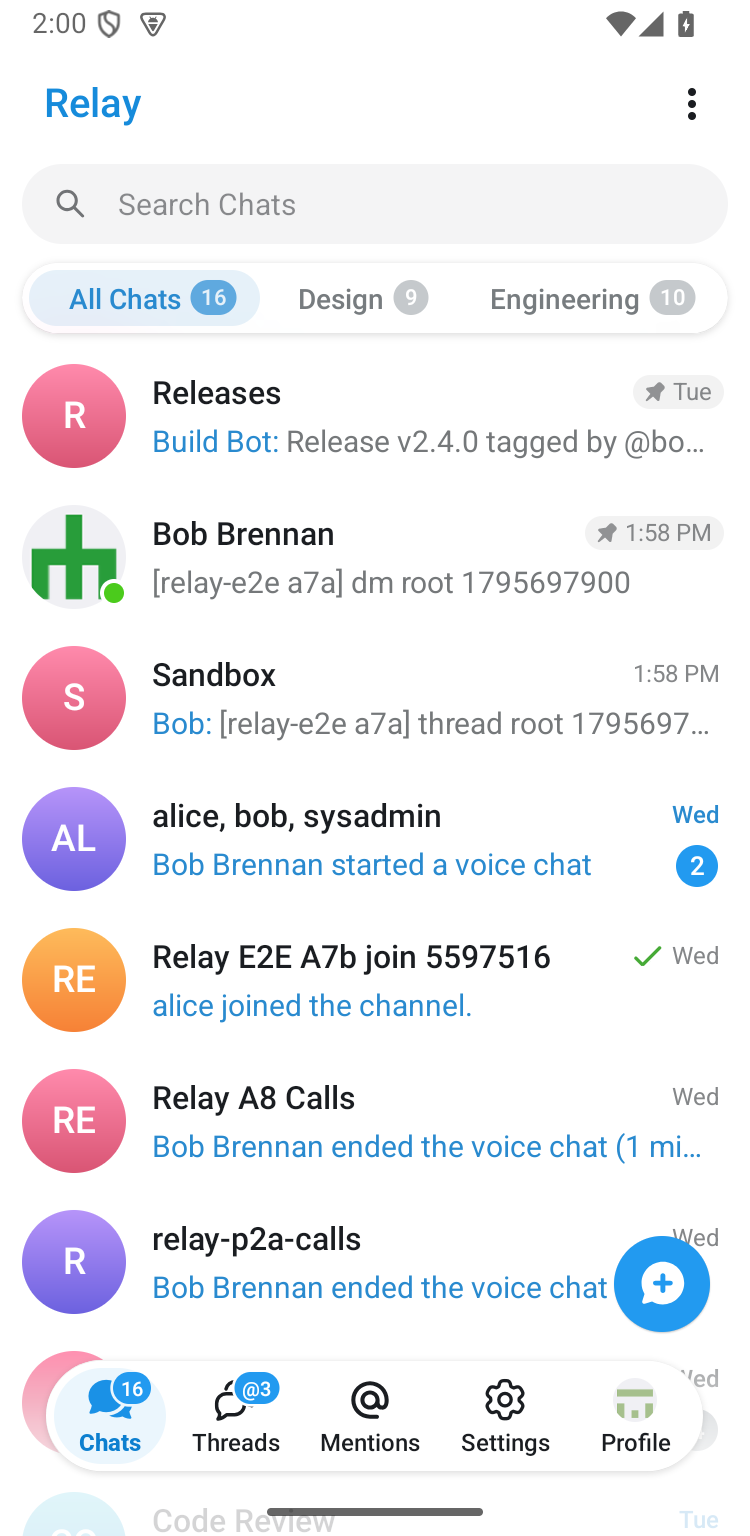 2:00
Relay
Search Chats
All Chats 16 Design 9 Engineering 10
R Releases Tue
Build Bot: Release v2.4.0 tagged by @bo...
Bob Brennan 1:58 PM
[relay-e2e a7a] dm root 1795697900
S Sandbox 1:58 PM
Bob: [relay-e2e a7a] thread root 1795697...
AL alice, bob, sysadmin Wed
Bob Brennan started a voice chat 2
RE Relay E2E A7b join 5597516 Wed
alice joined the channel.
RE Relay A8 Calls Wed
Bob Brennan ended the voice chat (1 mi...
R relay-p2a-calls Wed
Bob Brennan ended the voice chat
Wed
16 @3
Chats Threads Mentions Settings Profile
Code Review Tue